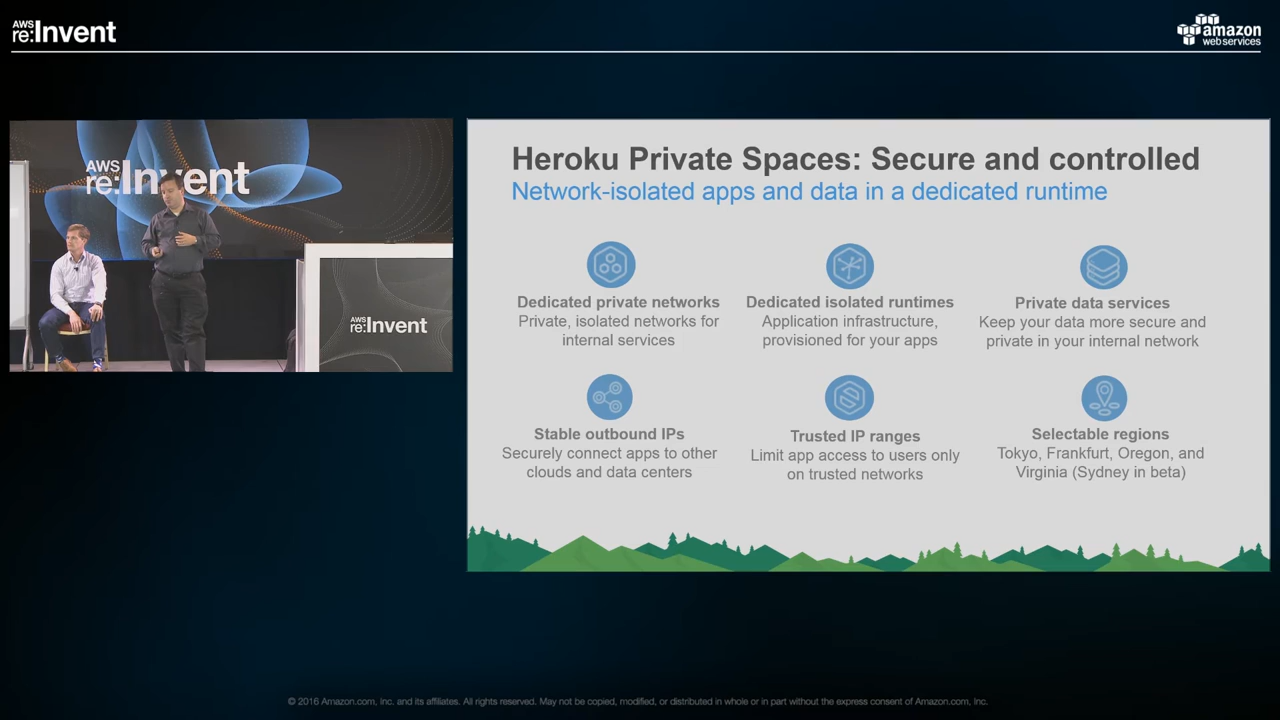 AWS
re:Invent
amazon
web services
AWS
re:Invent
AWS
re:Invent
Heroku Private Spaces: Secure and controlled
Network-isolated apps and data in a dedicated runtime
Dedicated private networks
Private, isolated networks for
internal services
Dedicated isolated runtimes
Application infrastructure,
provisioned for your apps
Private data services
Keep your data more secure and
private in your internal network
Stable outbound IPs
Securely connect apps to other
clouds and data centers
Trusted IP ranges
Limit app access to users only
on trusted networks
Selectable regions
Tokyo, Frankfurt, Oregon, and
Virginia (Sydney in beta)
© 2016 Amazon.com, Inc. and its affiliates. All rights reserved. May not be copied, modified, or distributed in whole or in part without the express consent of Amazon.com, Inc.